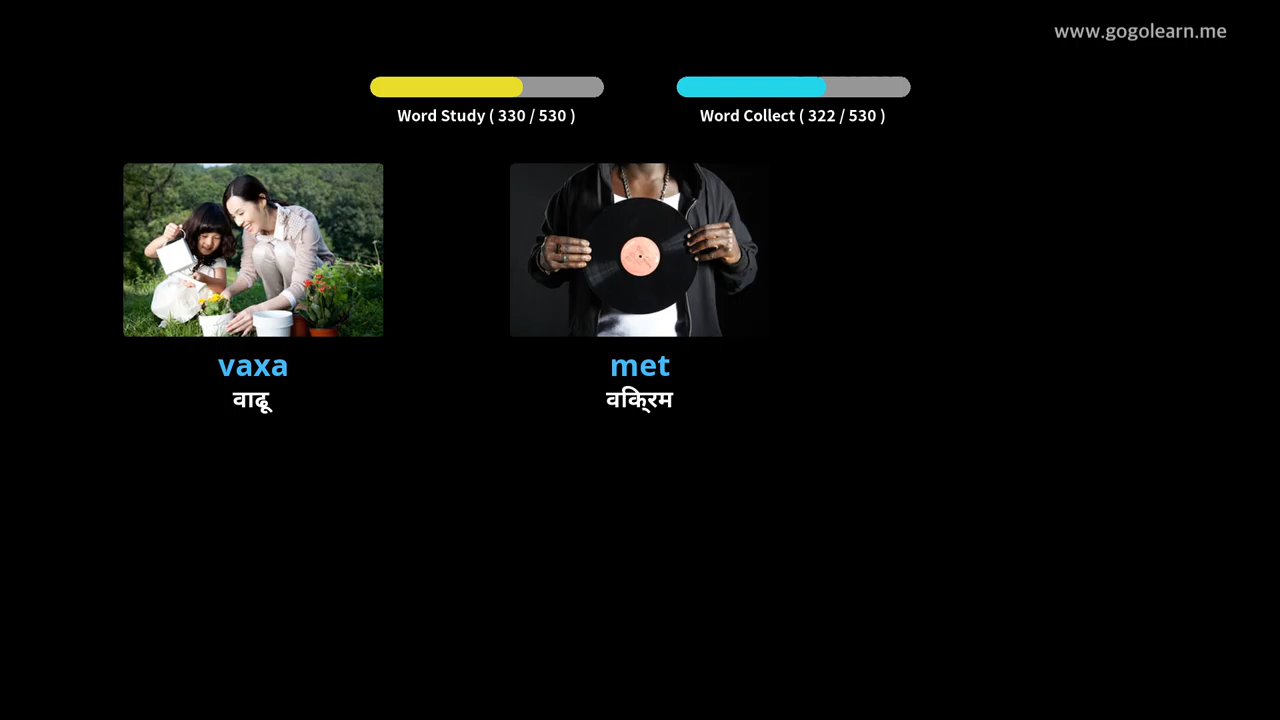 www.gogolearn.me
Word Study ( 330 / 530 )
Word Collect ( 322 / 530 )
vaxa
वाढू
met
वक्रिम